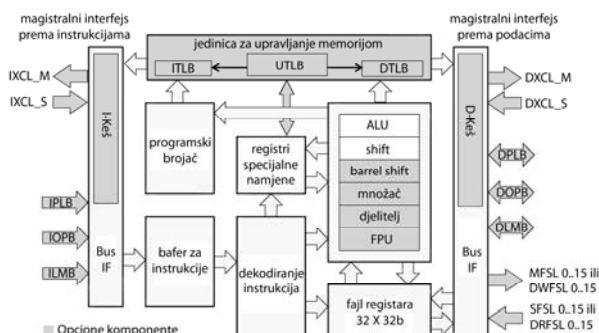 magistralni interfejs
prema instrukcijama
magistralni interfejs
prema podacima
jedinica za upravljanje memorijom
ITLB
UTLB
DTLB
IXCL_M
IXCL_S
I-Keš
DXCL_M
DXCL_S
D-Keš
programski
brojač
registri
specijalne
namjene
ALU
shift
barrel shift
množač
djelitelj
FPU
DPLB
DOPB
DLMB
IPLB
IOPB
ILMB
Bus
IF
bafer za
instrukcije
dekodiranje
instrukcija
fajl registara
32 X 32b
Bus
IF
MFSL 0..15 ili
DWFSL 0..15
SFSL 0..15 ili
DRFSL 0..15
Opcione komponente